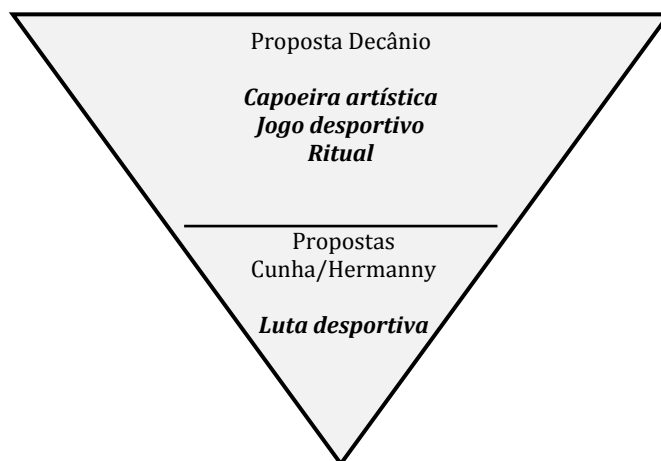 Proposta Decânio
Capoeira artística
Jogo desportivo
Ritual
Propostas
Cunha/Hermanny
Luta desportiva